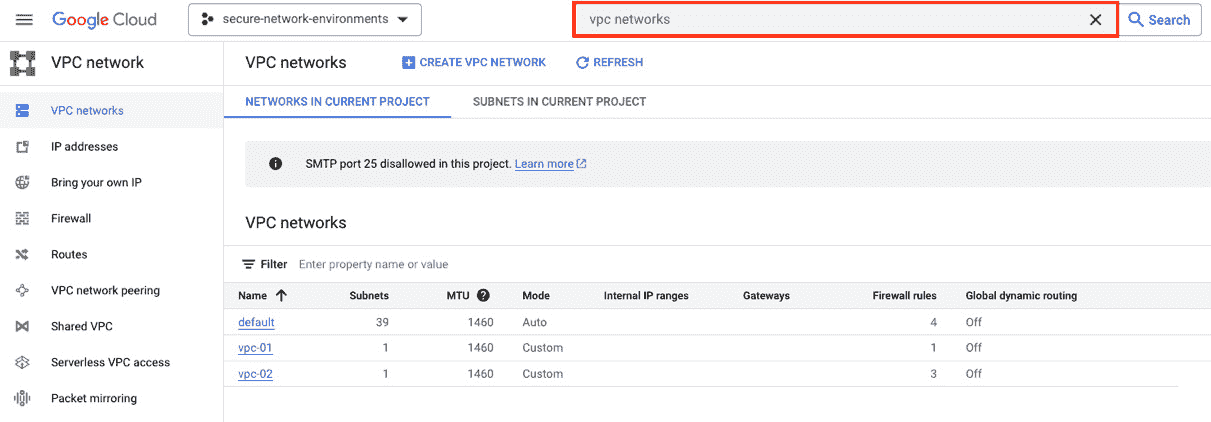 Google Cloud secure-network-environments vpc networks Search
VPC network
VPC networks
IP addresses
Bring your own IP
Firewall
Routes
VPC network peering
Shared VPC
Serverless VPC access
Packet mirroring
VPC networks CREATE VPC NETWORK REFRESH
NETWORKS IN CURRENT PROJECT SUBNETS IN CURRENT PROJECT
SMTP port 25 disallowed in this project. Learn more
VPC networks
Filter Enter property name or value
Name Subnets MTU Mode Internal IP ranges Gateways Firewall rules Global dynamic routing
default 39 1460 Auto 4 Off
vpc-01 1 1460 Custom 1 Off
vpc-02 1 1460 Custom 3 Off